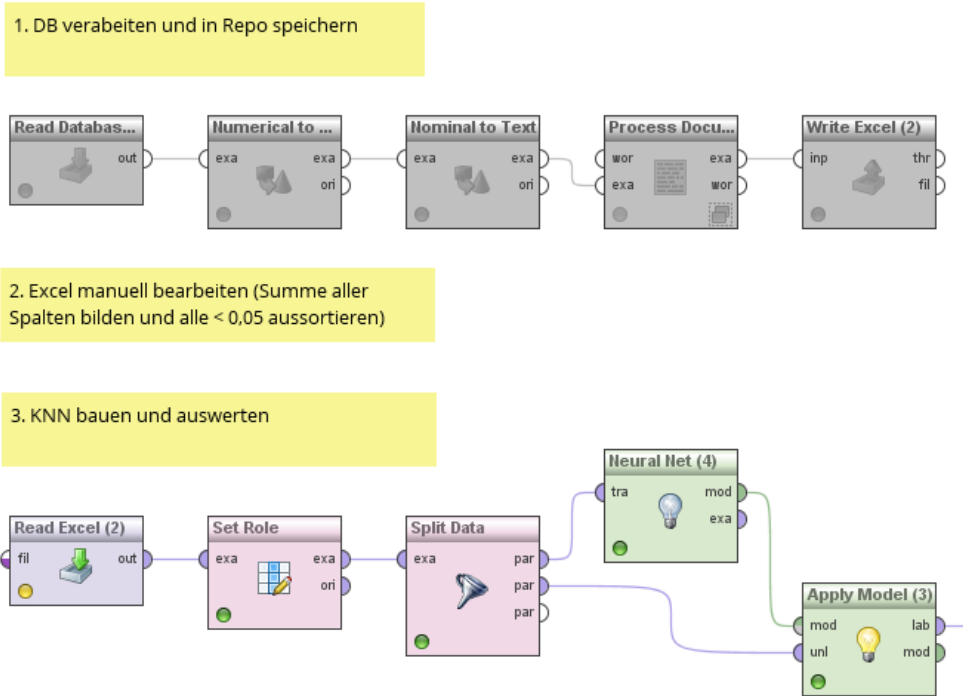 1. DB verabeiten und in Repo speichern
Read Databas...
out
Numerical to ...
exa exa
ori
Nominal to Text
exa exa
ori
Process Docu...
wor exa
exa wor
Write Excel (2)
inp thr
fil
2. Excel manuell bearbeiten (Summe aller
Spalten bilden und alle < 0,05 aussortieren)
3. KNN bauen und auswerten
Neural Net (4)
tra mod
exa
Read Excel (2)
fil out
Set Role
exa exa
ori
Split Data
exa par
par
par
Apply Model (3)
mod lab
unl mod